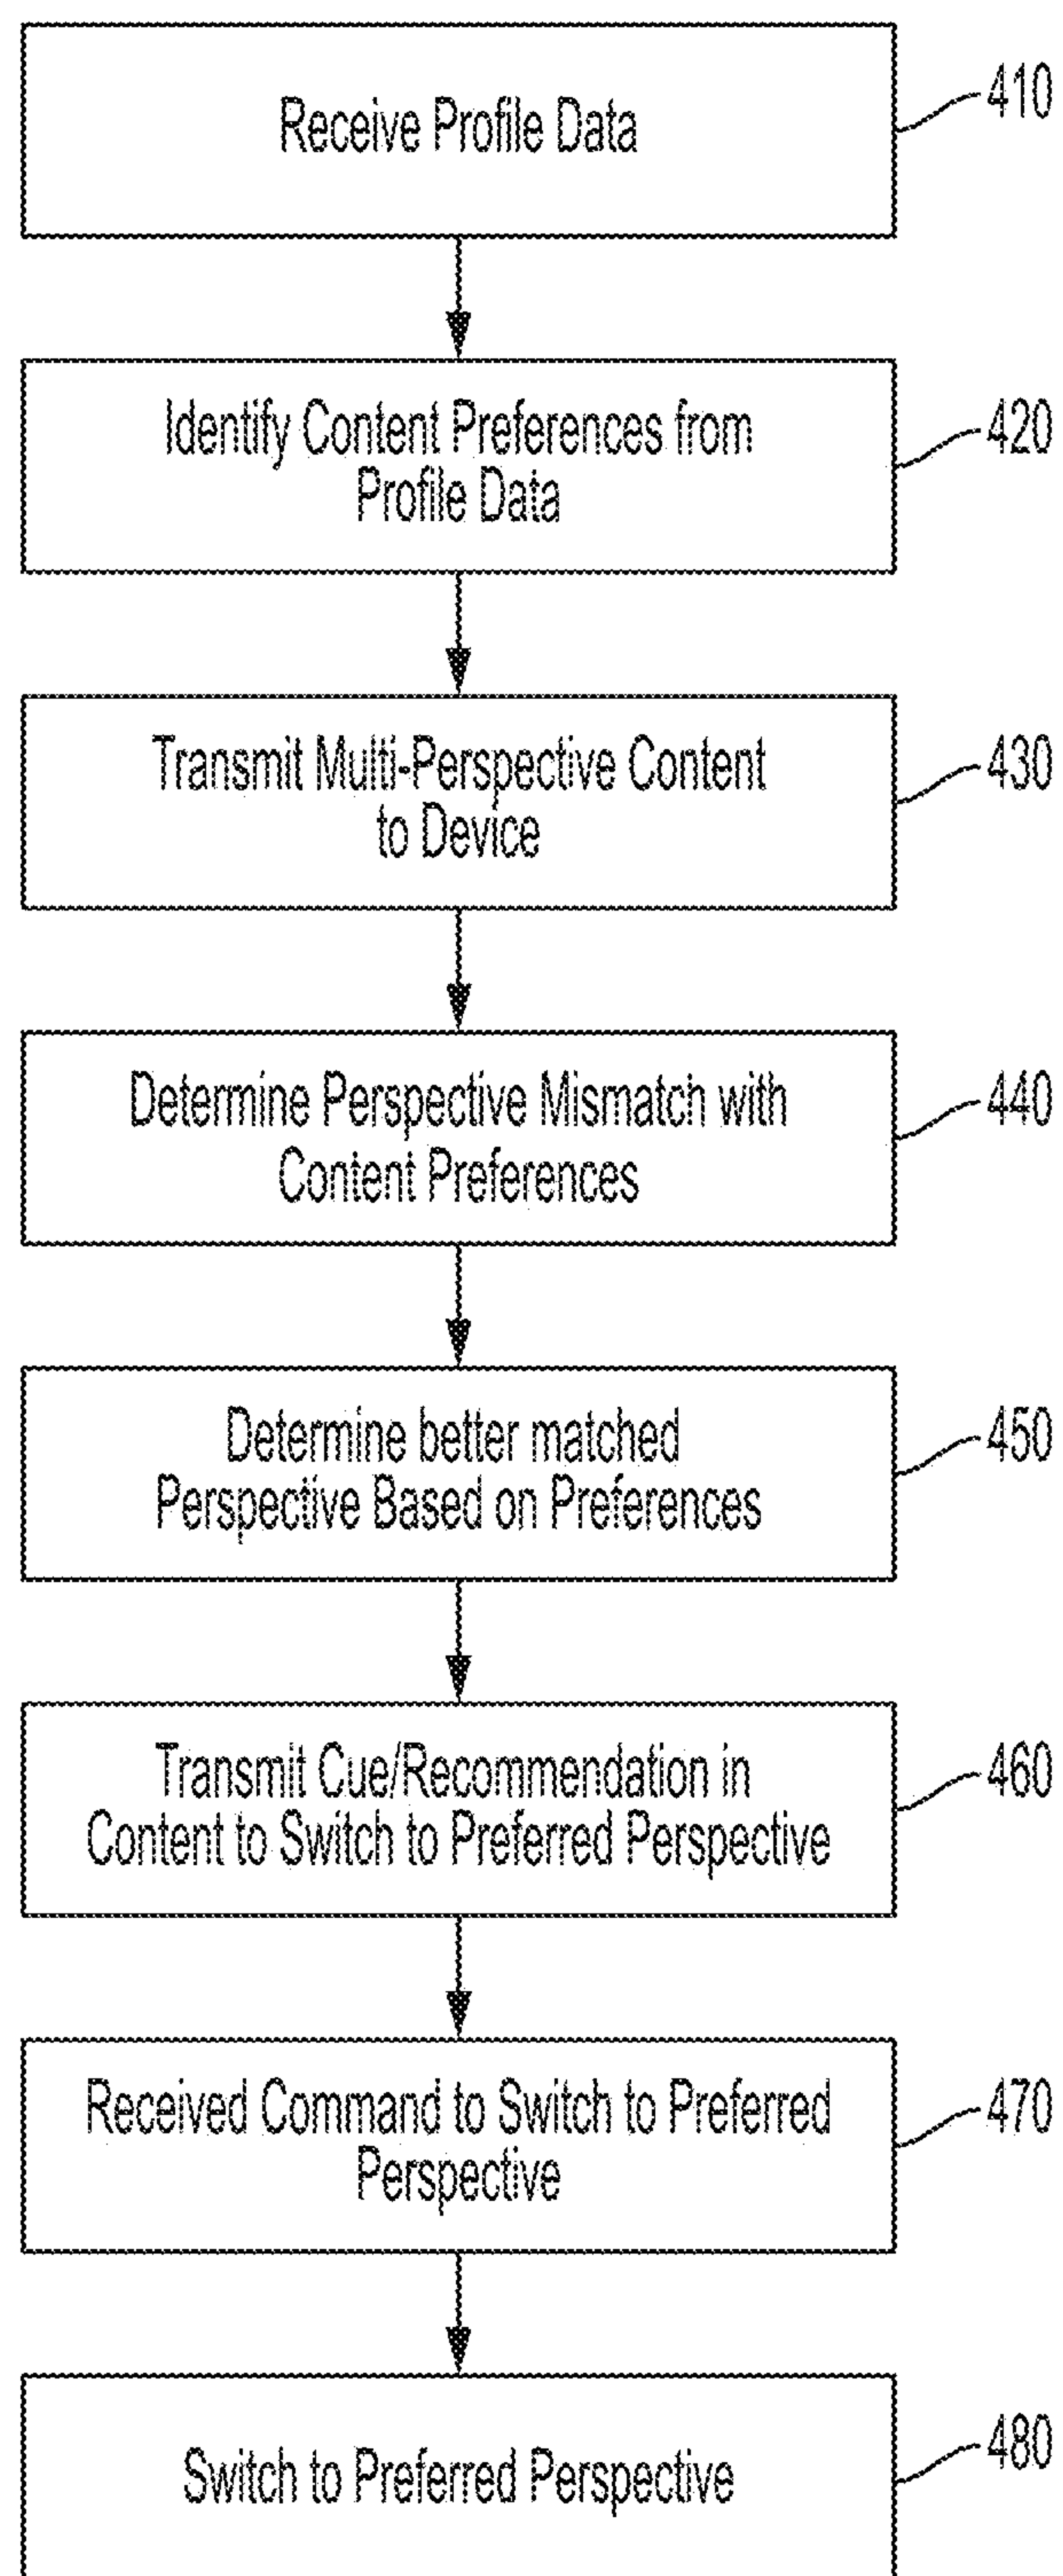 Receive Profile Data
410
Identify Content Preferences from
Profile Data
420
Transmit Multi-Perspective Content
to Device
430
Determine Perspective Mismatch with
Content Preferences
440
Determine better matched
Perspective Based on Preferences
450
Transmit Cue/Recommendation in
Content to Switch to Preferred Perspective
460
Received Command to Switch to Preferred
Perspective
470
Switch to Preferred Perspective
480